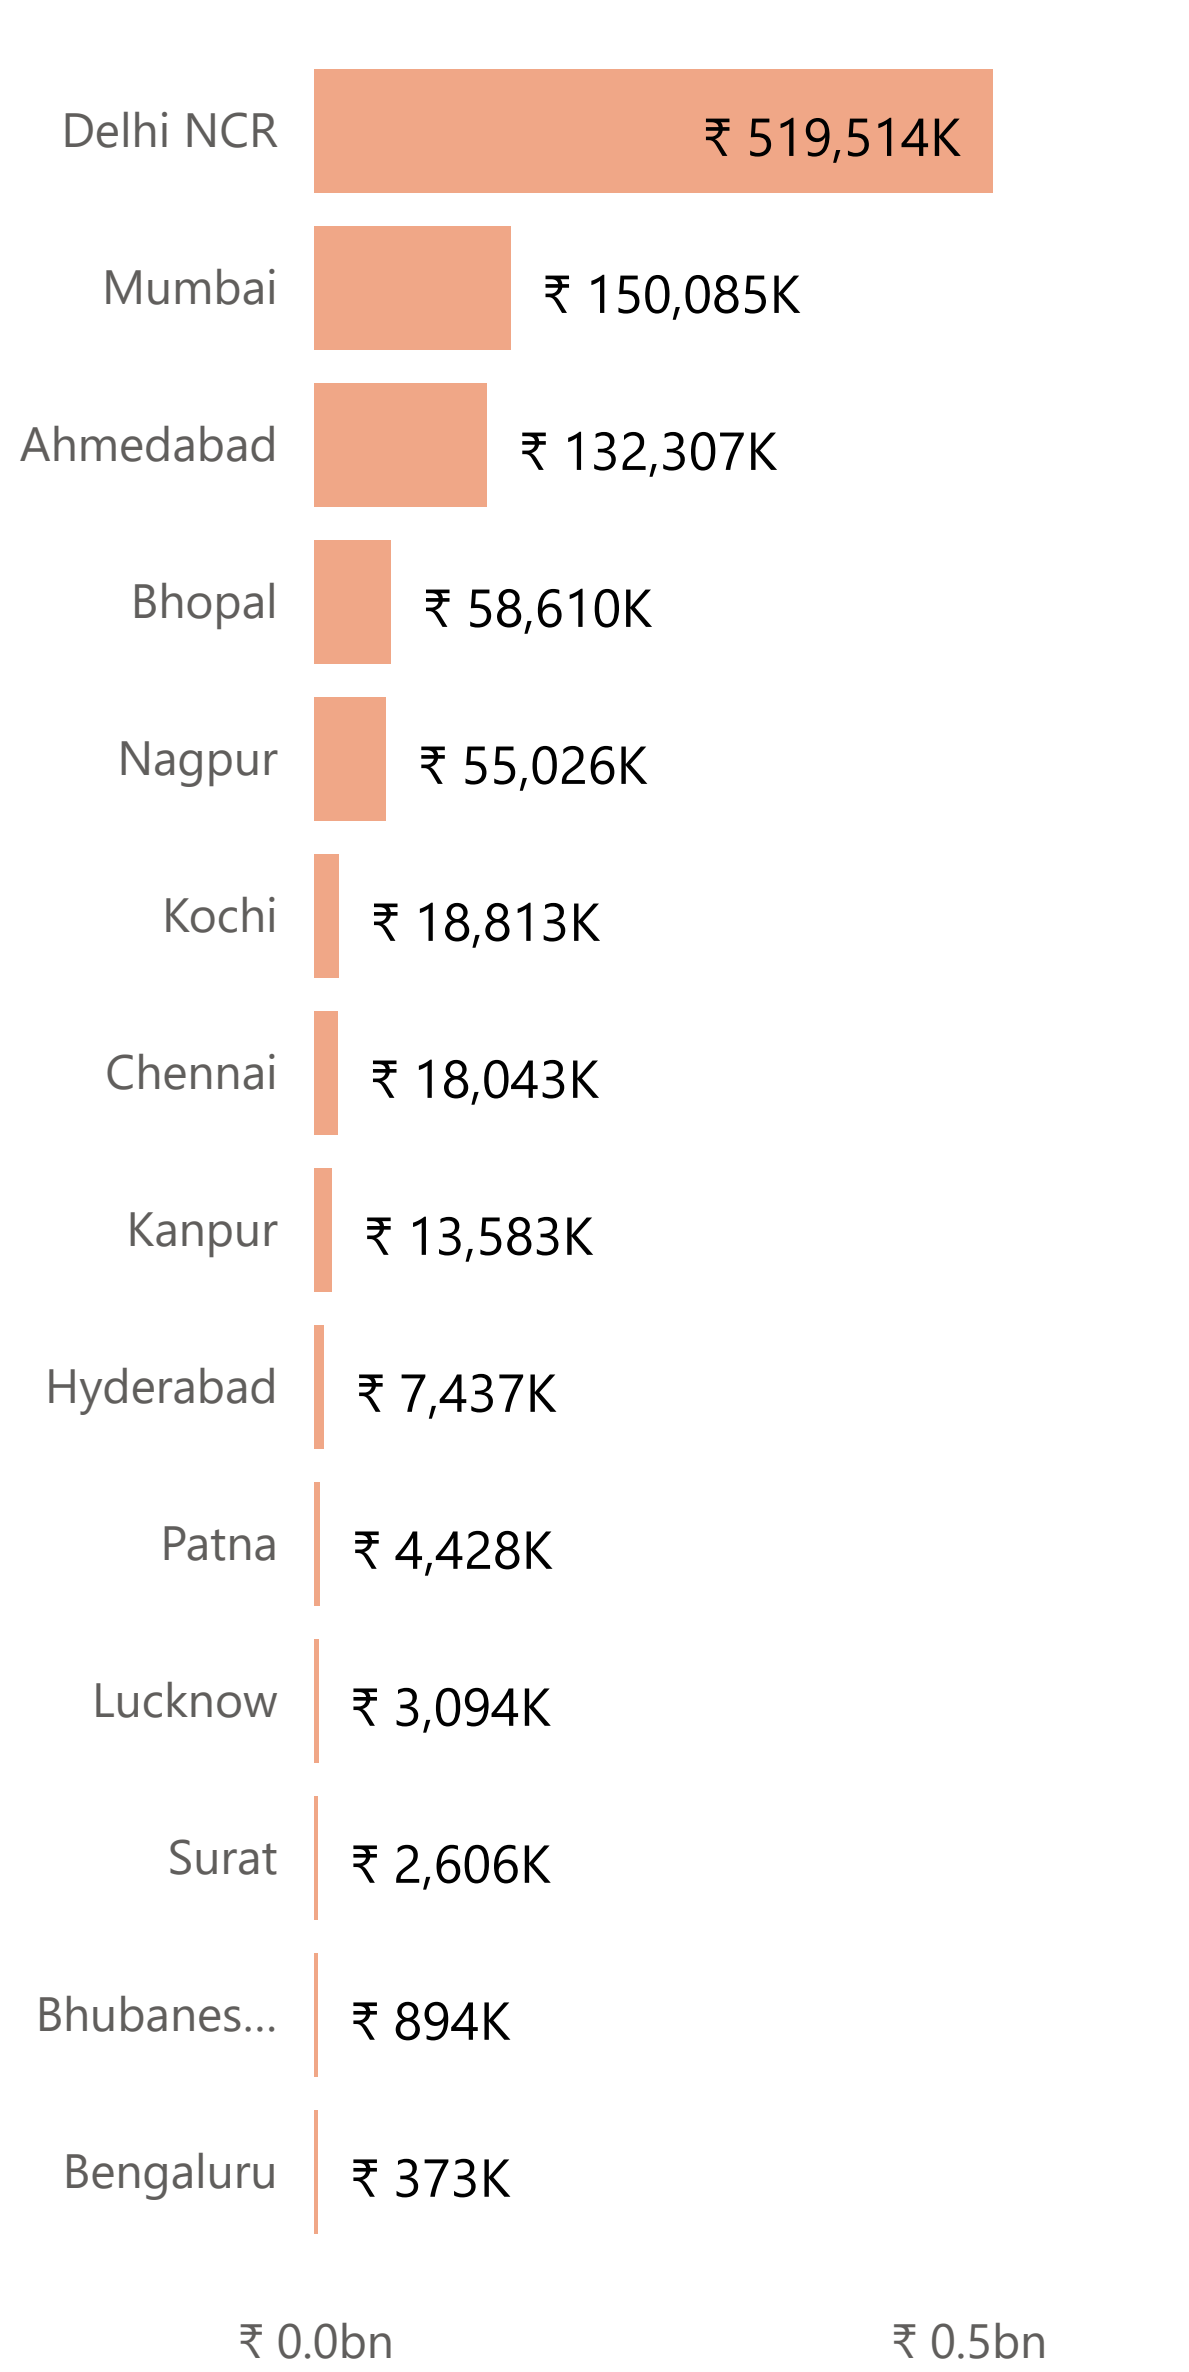 Delhi NCR ₹ 519,514K
Mumbai ₹ 150,085K
Ahmedabad ₹ 132,307K
Bhopal ₹ 58,610K
Nagpur ₹ 55,026K
Kochi ₹ 18,813K
Chennai ₹ 18,043K
Kanpur ₹ 13,583K
Hyderabad ₹ 7,437K
Patna ₹ 4,428K
Lucknow ₹ 3,094K
Surat ₹ 2,606K
Bhubanes... ₹ 894K
Bengaluru ₹ 373K
₹ 0.0bn ₹ 0.5bn